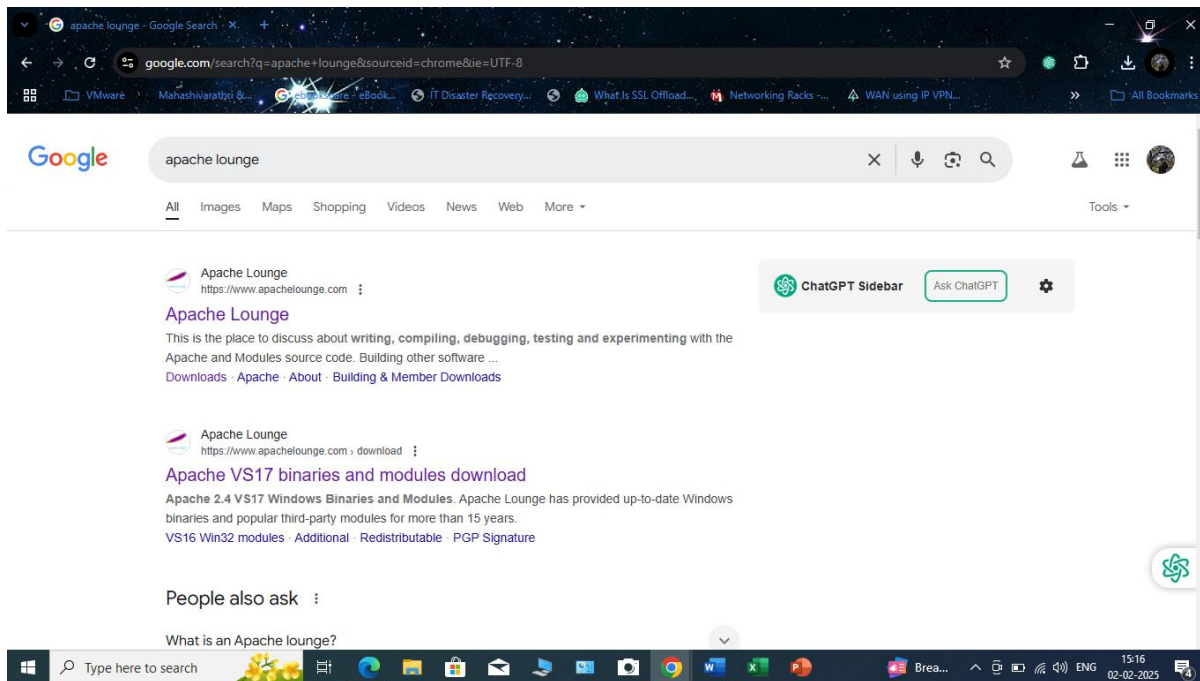 apache lounge - Google Search
google.com/search?q=apache+lounge&sourceid=chrome&ie=UTF-8
VMware
Mahashivarathri &...
IT Disaster Recovery...
What Is SSL Offload...
Networking Racks -...
WAN using IP VPN...
»
All Bookmarks
Google
apache lounge
All Images Maps Shopping Videos News Web More
Tools
Apache Lounge
https://www.apachelounge.com
Apache Lounge
This is the place to discuss about writing, compiling, debugging, testing and experimenting with the
Apache and Modules source code. Building other software ...
Downloads · Apache · About · Building & Member Downloads
ChatGPT Sidebar
Ask ChatGPT
Apache Lounge
https://www.apachelounge.com › download
Apache VS17 binaries and modules download
Apache 2.4 VS17 Windows Binaries and Modules. Apache Lounge has provided up-to-date Windows
binaries and popular third-party modules for more than 15 years.
VS16 Win32 modules · Additional · Redistributable · PGP Signature
People also ask
What is an Apache lounge?
Type here to search
Brea...
ENG
15:16
02-02-2025